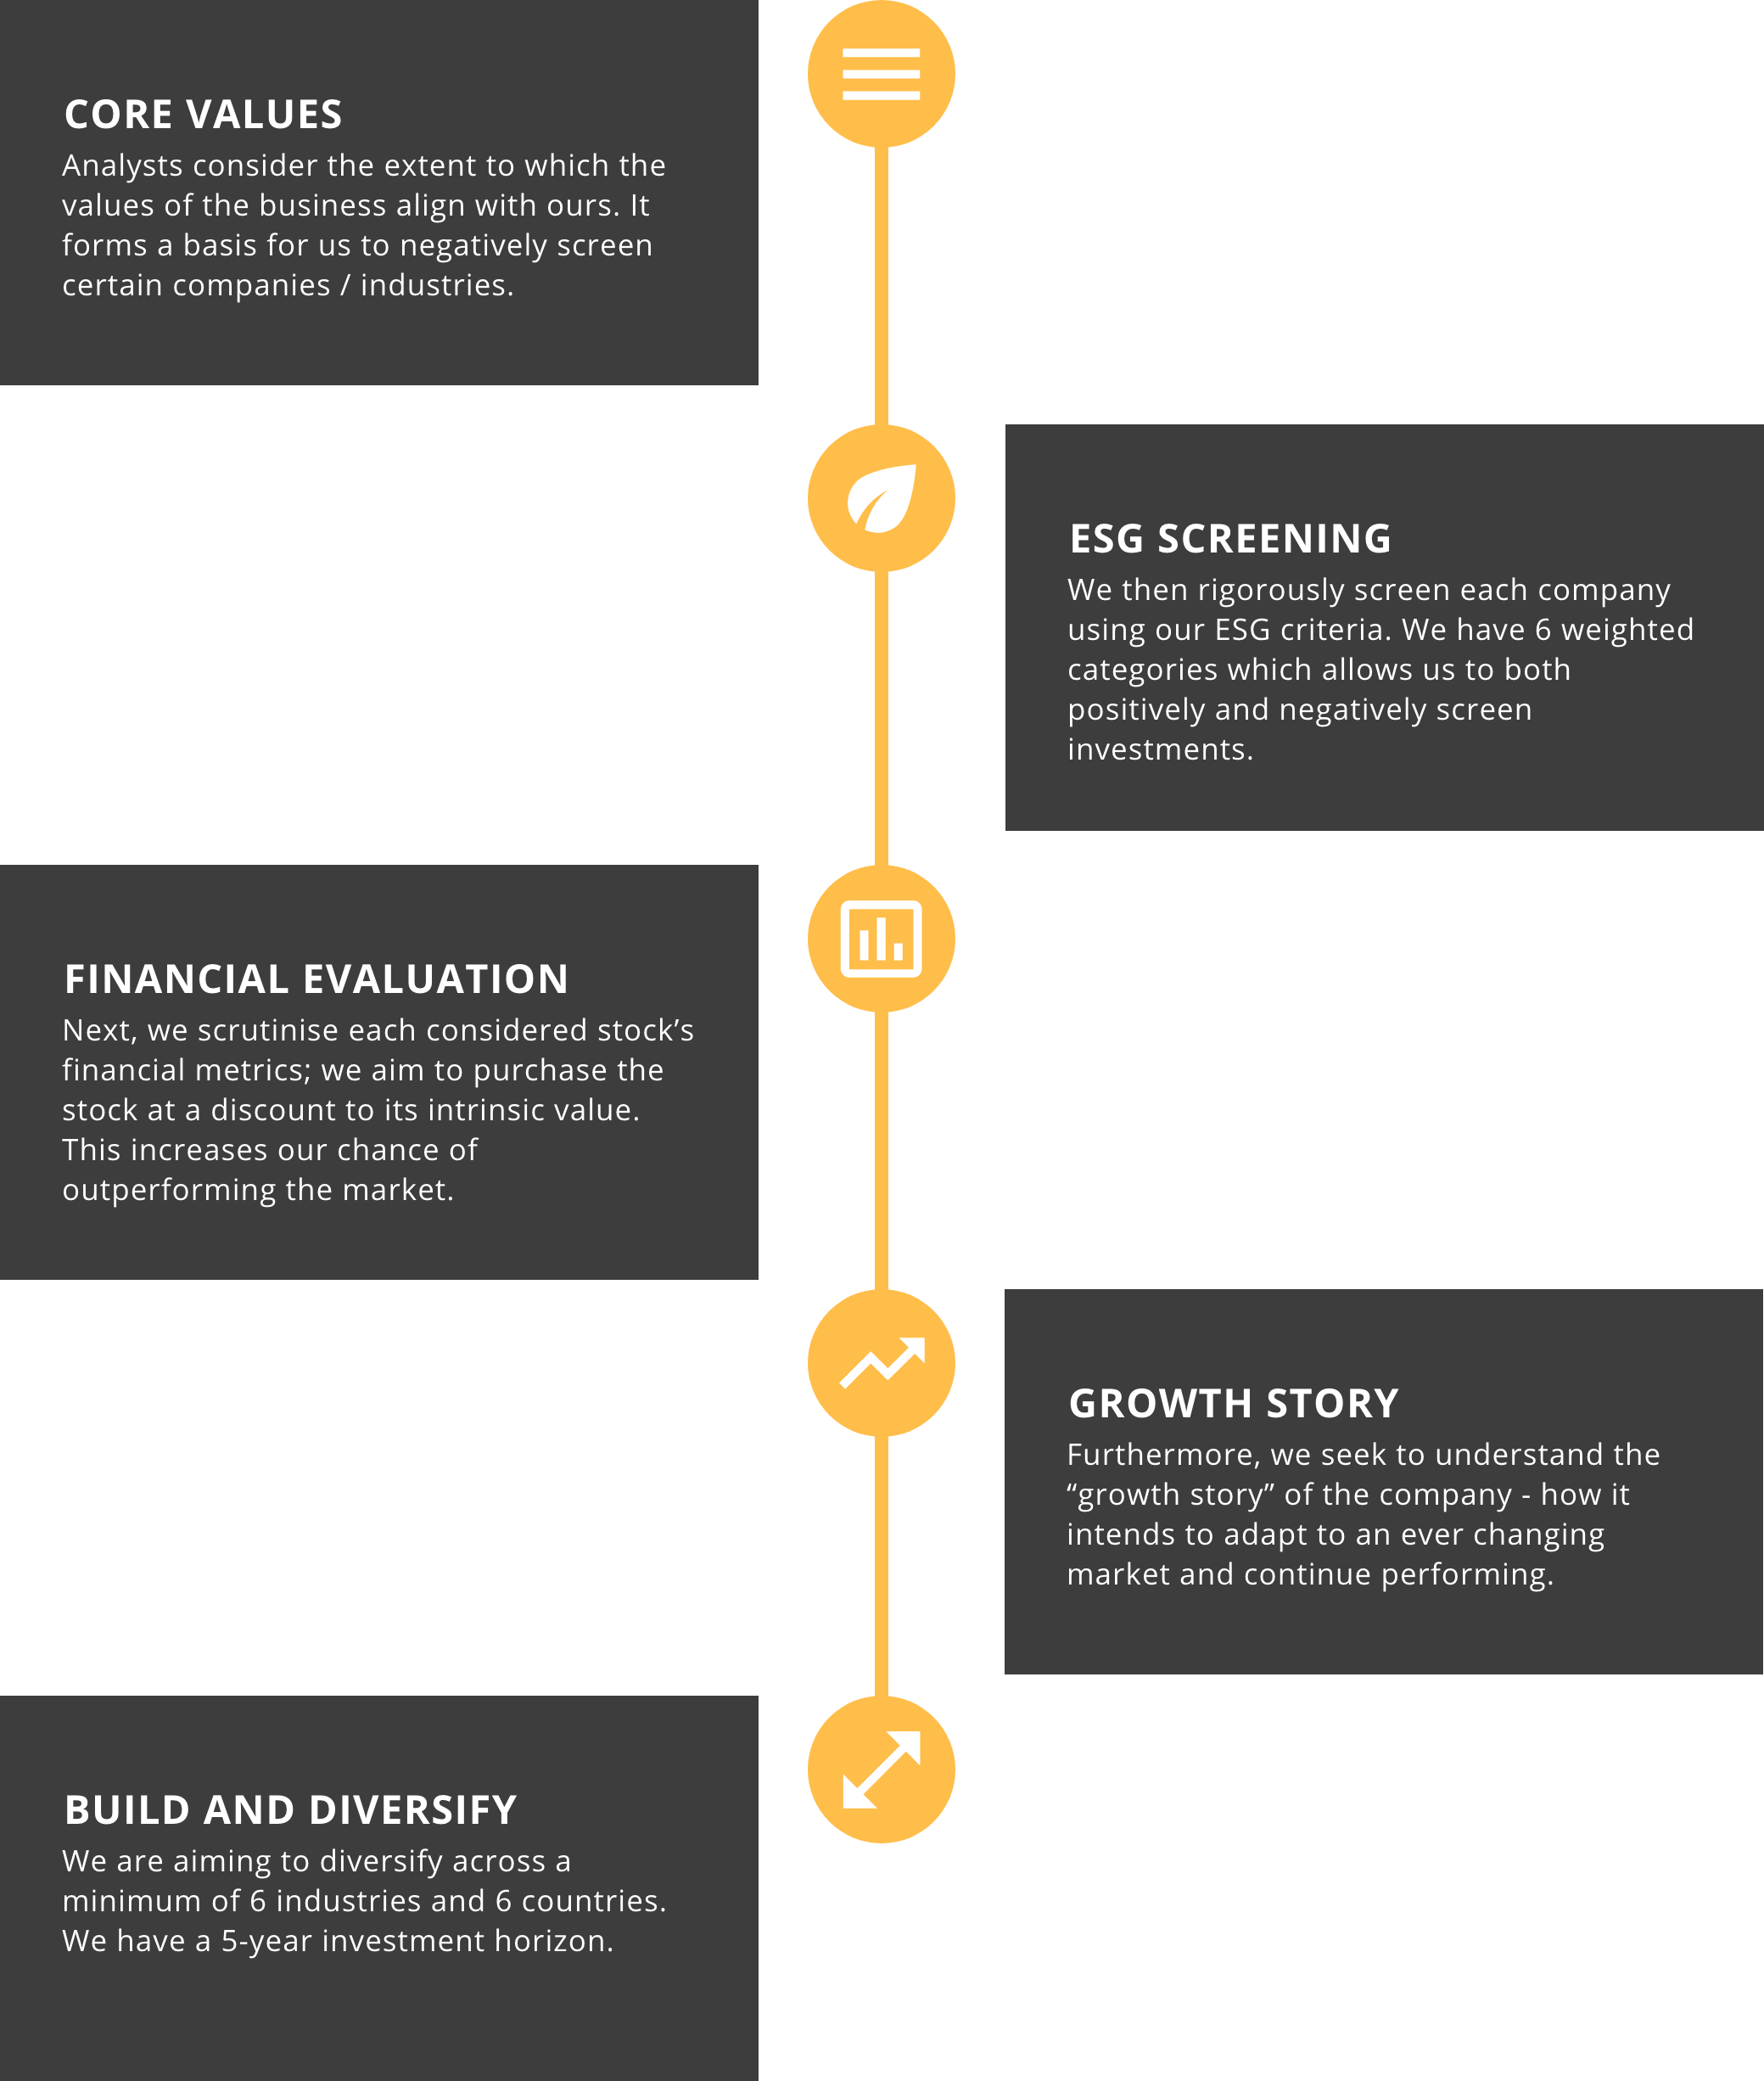 CORE VALUES
Analysts consider the extent to which the
values of the business align with ours. It
forms a basis for us to negatively screen
certain companies / industries.
ESG SCREENING
We then rigorously screen each company
using our ESG criteria. We have 6 weighted
categories which allows us to both
positively and negatively screen
investments.
FINANCIAL EVALUATION
Next, we scrutinise each considered stock’s
financial metrics; we aim to purchase the
stock at a discount to its intrinsic value.
This increases our chance of
outperforming the market.
GROWTH STORY
Furthermore, we seek to understand the
“growth story” of the company - how it
intends to adapt to an ever changing
market and continue performing.
BUILD AND DIVERSIFY
We are aiming to diversify across a
minimum of 6 industries and 6 countries.
We have a 5-year investment horizon.